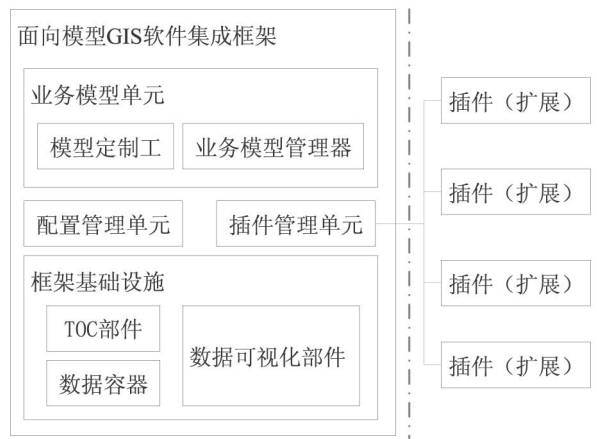 面向模型GIS软件集成框架
业务模型单元
模型定制工
业务模型管理器
配置管理单元
插件管理单元
框架基础设施
TOC部件
数据容器
数据可视化部件
插件（扩展）
插件（扩展）
插件（扩展）
插件（扩展）